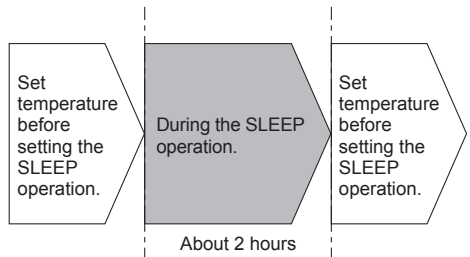 Set
temperature
before
setting the
SLEEP
operation.
During the SLEEP
operation.
Set
temperature
before
setting the
SLEEP
operation.
About 2 hours